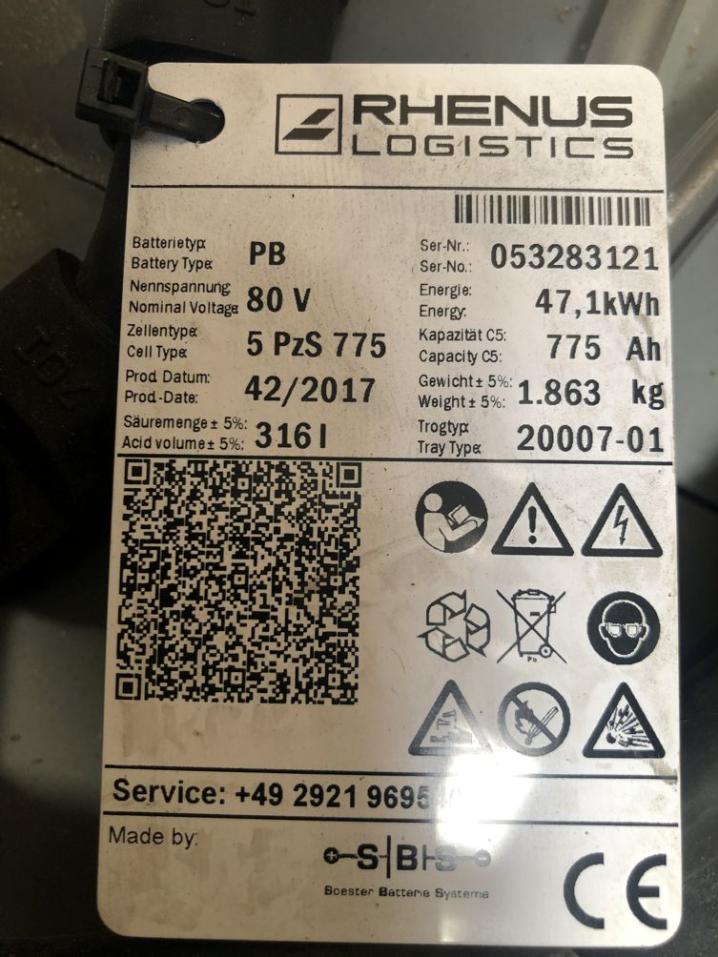 RHENUS
LOGISTICS
Batterietyp:
Battery Type:
PB
Ser-Nr.:
Ser-No.:
053283121
Nennspannung:
Nominal Voltage:
80 V
Energie:
Energy:
47,1kWh
Zellentype:
Cell Type:
5 PzS 775
Kapazität C5:
Capacity C5:
775 Ah
Prod. Datum:
Prod.-Date:
42/2017
Gewicht ± 5%:
Weight ± 5%:
1.863 kg
Säuremenge ± 5%:
Acid volume ± 5%:
316 l
Trogtyp:
Tray Type:
20007-01
Pb
Service: +49 2921
Made by:
SBS
Soester Batterie Systeme
CE